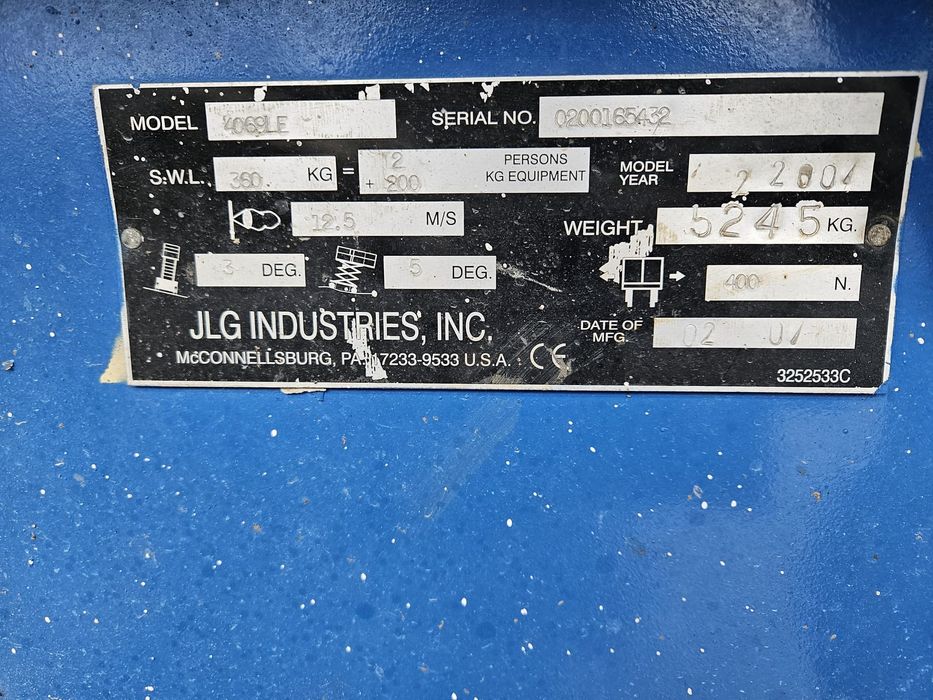 MODEL 4069LE SERIAL NO. 0200165432
S.W.L. 360 KG = 2 PERSONS
+ 200 KG EQUIPMENT
MODEL YEAR 2 2001
12.5 M/S
WEIGHT 5245 KG.
3 DEG. 5 DEG.
400 N.
JLG INDUSTRIES, INC.
DATE OF MFG. 02 01
McCONNELLSBURG, PA 17233-9533 U.S.A. CE
3252533C